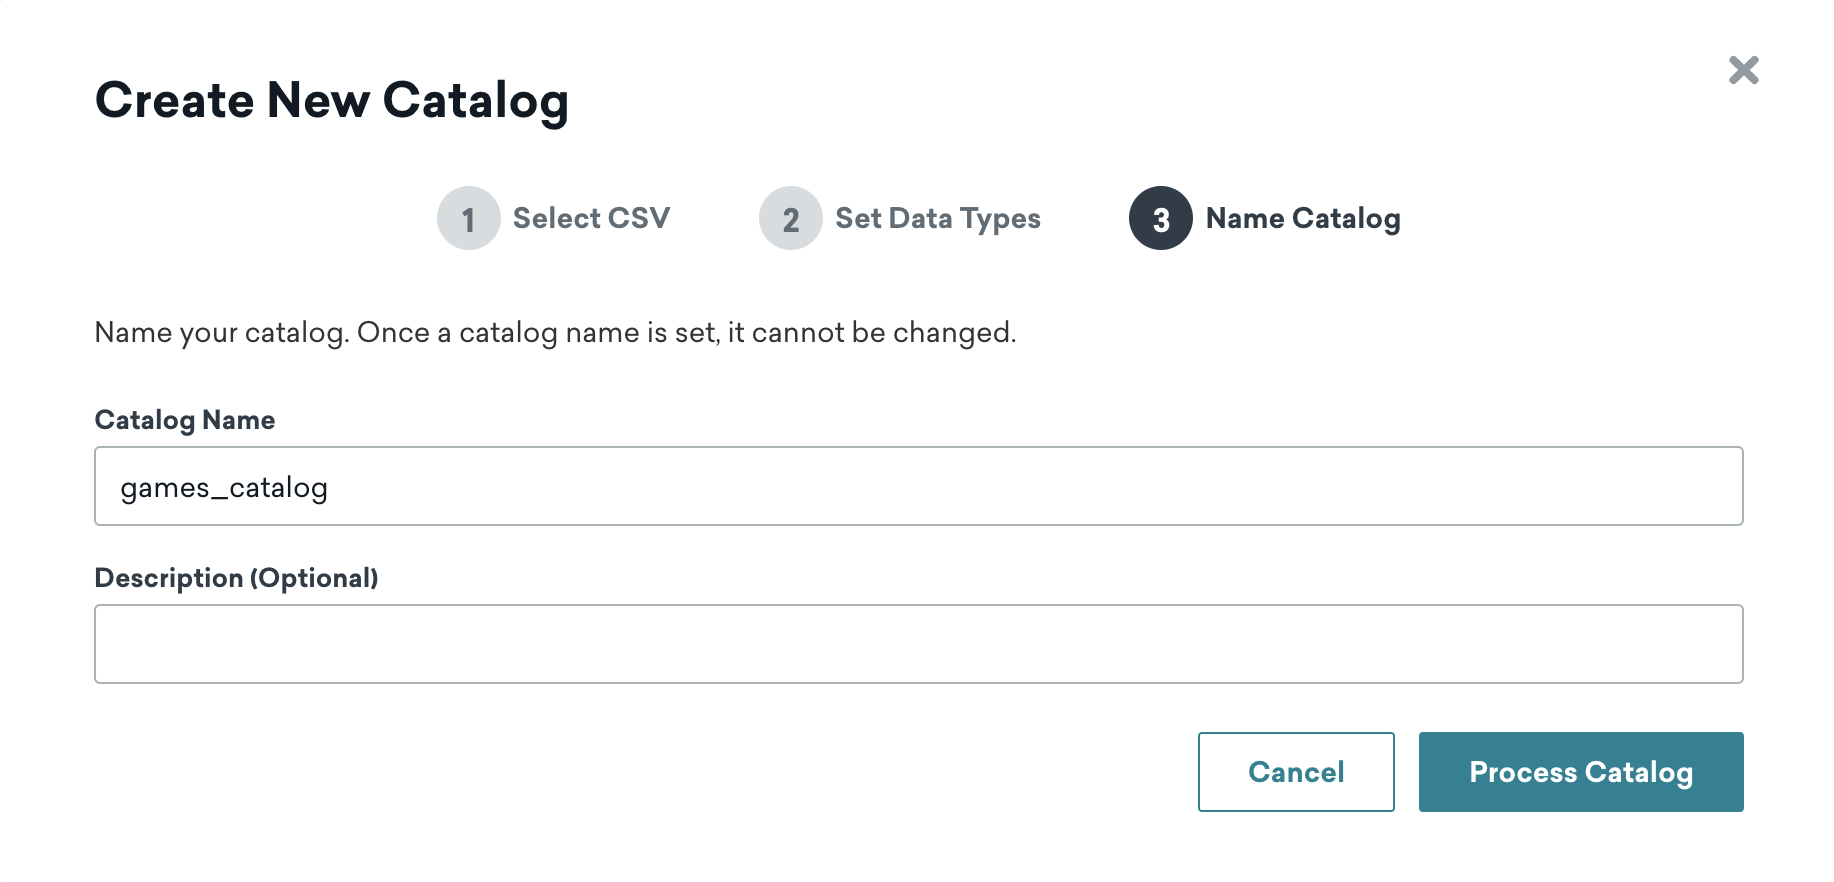 Create New Catalog
1 Select CSV 2 Set Data Types 3 Name Catalog
Name your catalog. Once a catalog name is set, it cannot be changed.
Catalog Name
games_catalog
Description (Optional)
Cancel Process Catalog